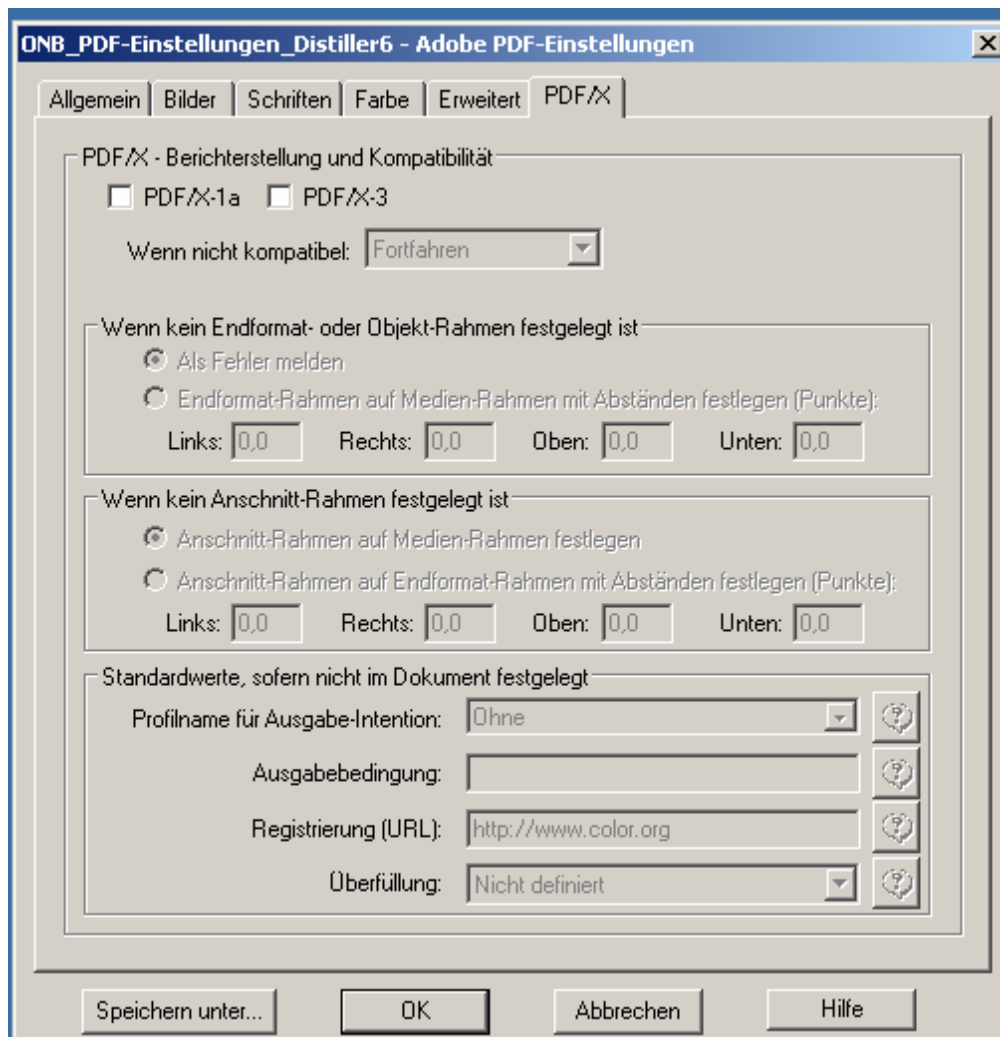 ONB_PDF-Einstellungen_Distiller6 - Adobe PDF-Einstellungen
Allgemein Bilder Schriften Farbe Erweitert PDF/X
PDF/X - Berichterstellung und Kompatibilität
PDF/X-1a PDF/X-3
Wenn nicht kompatibel: Fortfahren
Wenn kein Endformat- oder Objekt-Rahmen festgelegt ist
Als Fehler melden
Endformat-Rahmen auf Medien-Rahmen mit Abständen festlegen (Punkte):
Links: 0,0 Rechts: 0,0 Oben: 0,0 Unten: 0,0
Wenn kein Anschnitt-Rahmen festgelegt ist
Anschnitt-Rahmen auf Medien-Rahmen festlegen
Anschnitt-Rahmen auf Endformat-Rahmen mit Abständen festlegen (Punkte):
Links: 0,0 Rechts: 0,0 Oben: 0,0 Unten: 0,0
Standardwerte, sofern nicht im Dokument festgelegt
Profilname für Ausgabe-Intention: Ohne ?
Ausgabebedingung: ?
Registrierung (URL): http://www.color.org ?
Überfüllung: Nicht definiert ?
Speichern unter... OK Abbrechen Hilfe